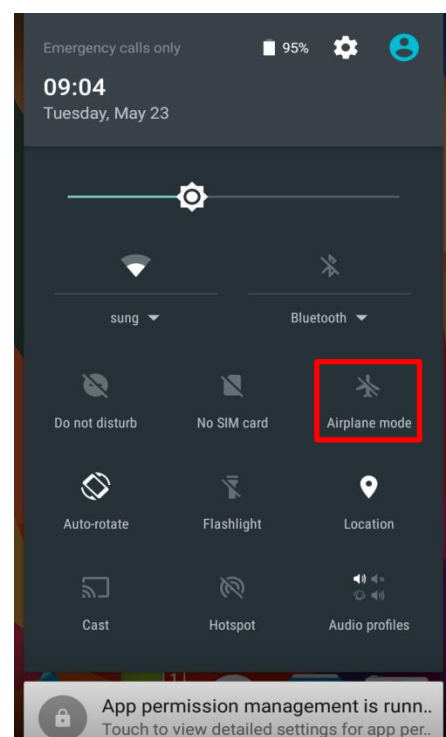 Emergency calls only 95%
09:04
Tuesday, May 23
sung Bluetooth
Do not disturb No SIM card Airplane mode
Auto-rotate Flashlight Location
Cast Hotspot Audio profiles
1
App permission management is runn..
Touch to view detailed settings for app per..